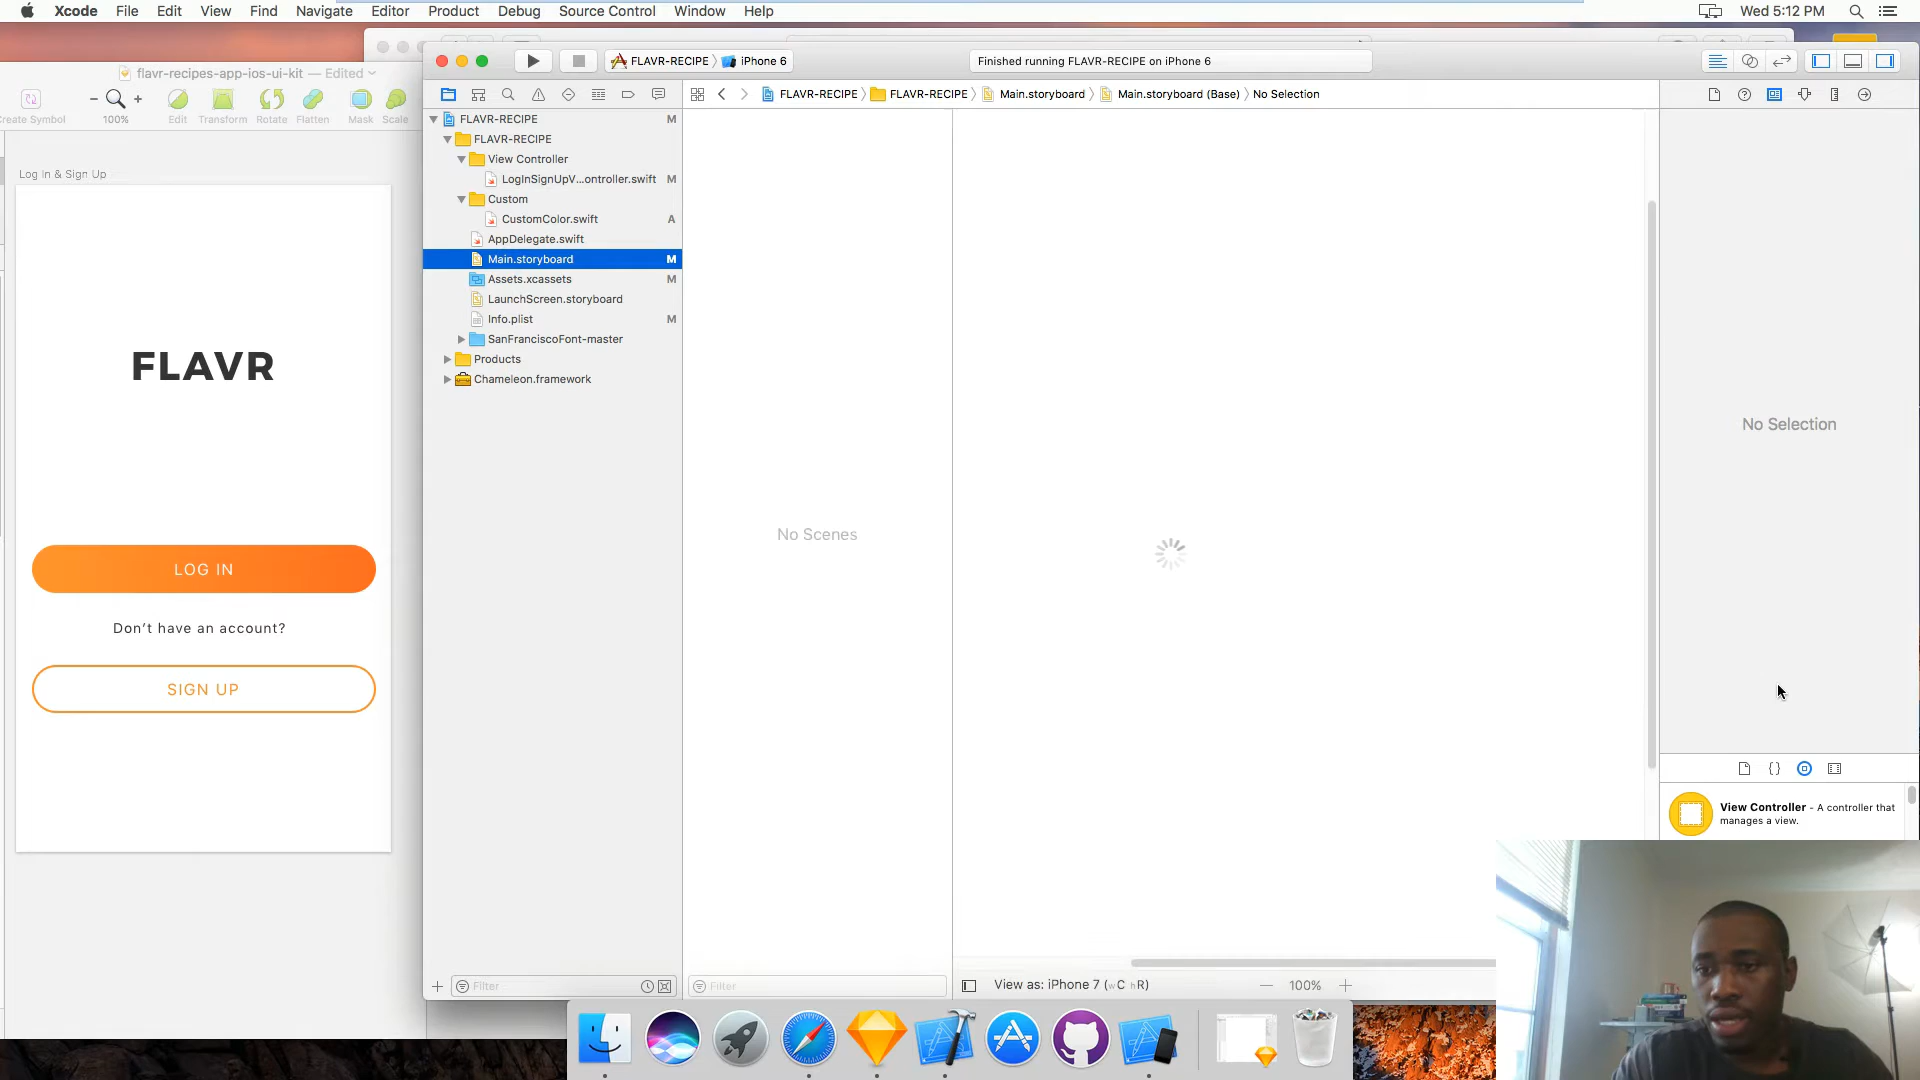 Xcode File Edit View Find Navigate Editor Product Debug Source Control Window Help
Wed 5:12 PM
flavr-recipes-app-ios-ui-kit — Edited
FLAVR-RECIPE iPhone 6
Finished running FLAVR-RECIPE on iPhone 6
100%
Edit
Transform
Rotate
Flatten
Mask
Scale
FLAVR-RECIPE FLAVR-RECIPE Main.storyboard Main.storyboard (Base) No Selection
Log In & Sign Up
FLAVR
LOG IN
Don't have an account?
SIGN UP
FLAVR-RECIPE M
FLAVR-RECIPE
View Controller
LogInSignUpV...ontroller.swift M
Custom
CustomColor.swift A
AppDelegate.swift
Main.storyboard M
Assets.xcassets M
LaunchScreen.storyboard
Info.plist M
SanFranciscoFont-master
Products
Chameleon.framework
No Scenes
No Selection
View Controller - A controller that
manages a view.
Filter
Filter
View as: iPhone 7 (wC hR)
100%